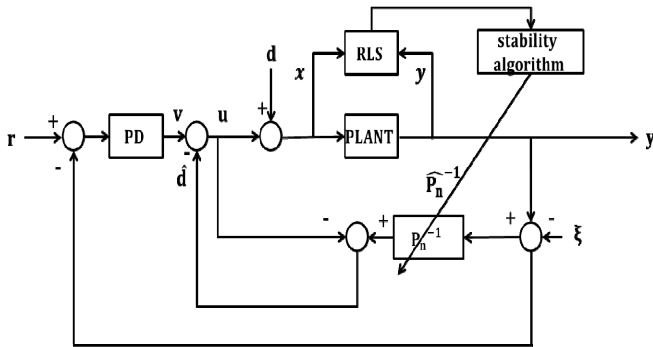 RLS
stability
algorithm
d
x
y
v
u
+
+
r
PD
PLANT
y
-
-
d̂
P̂ₙ⁻¹
-
+
Pₙ⁻¹
+
-
ξ